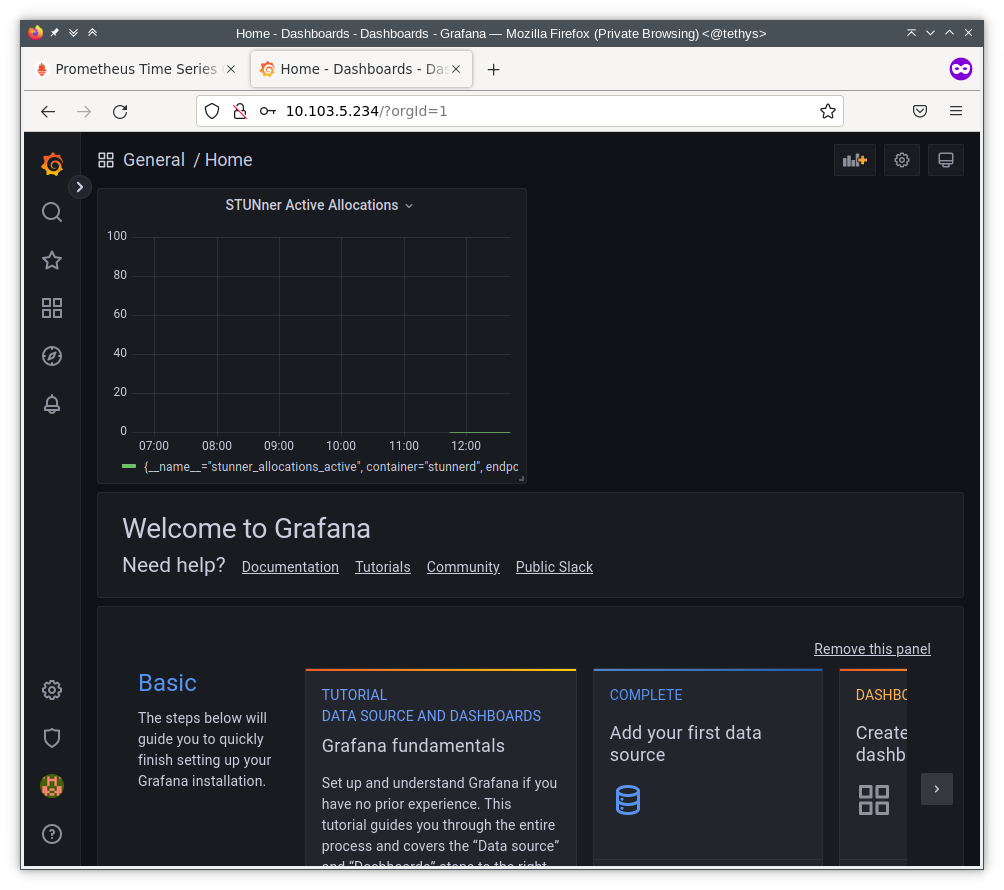 Home - Dashboards - Dashboards - Grafana — Mozilla Firefox (Private Browsing) <@tethys>
Prometheus Time Series
Home - Dashboards - Das
10.103.5.234/?orgId=1
General / Home
STUNner Active Allocations
100
80
60
40
20
0
07:00 08:00 09:00 10:00 11:00 12:00
{__name__="stunner_allocations_active", container="stunnerd", endpo
Welcome to Grafana
Need help? Documentation Tutorials Community Public Slack
Remove this panel
Basic
The steps below will
guide you to quickly
finish setting up your
Grafana installation.
TUTORIAL
DATA SOURCE AND DASHBOARDS
Grafana fundamentals
Set up and understand Grafana if you
have no prior experience. This
tutorial guides you through the entire
process and covers the “Data source”
and “Dashboards” steps to the right.
COMPLETE
Add your first data
source
DASHBO
Create
dashb